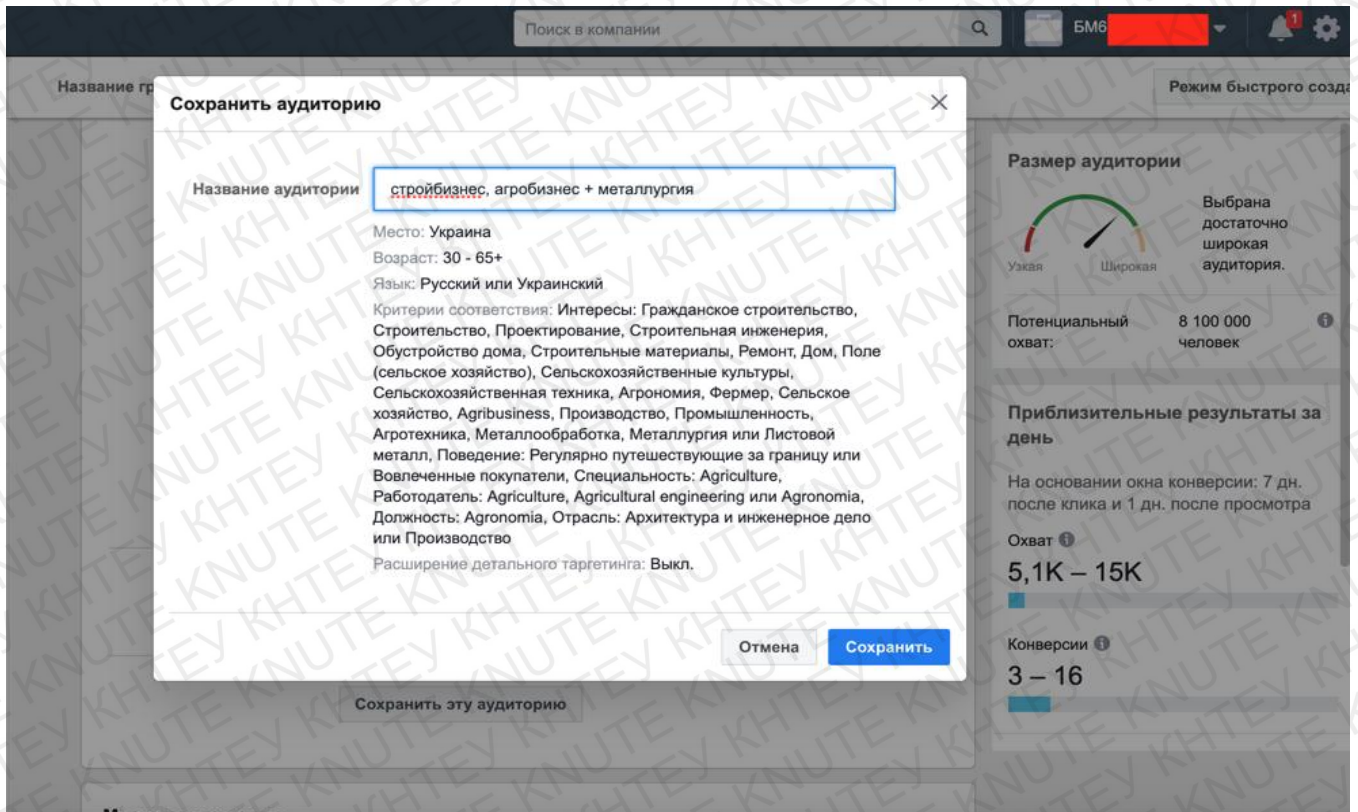 Поиск в компании
БМ6
1
Название гр
Режим быстрого созда
Сохранить аудиторию
Название аудитории
стройбизнес, агробизнес + металлургия
Место: Украина
Возраст: 30 - 65+
Язык: Русский или Украинский
Критерии соответствия: Интересы: Гражданское строительство,
Строительство, Проектирование, Строительная инженерия,
Обустройство дома, Строительные материалы, Ремонт, Дом, Поле
(сельское хозяйство), Сельскохозяйственные культуры,
Сельскохозяйственная техника, Агрономия, Фермер, Сельское
хозяйство, Agribusiness, Производство, Промышленность,
Агротехника, Металлообработка, Металлургия или Листовой
металл, Поведение: Регулярно путешествующие за границу или
Вовлеченные покупатели, Специальность: Agriculture,
Работодатель: Agriculture, Agricultural engineering или Agronomia,
Должность: Agronomia, Отрасль: Архитектура и инженерное дело
или Производство
Расширение детального таргетинга: Выкл.
Отмена
Сохранить
Сохранить эту аудиторию
Размер аудитории
Выбрана
достаточно
широкая
аудитория.
Узкая
Широкая
Потенциальный
охват:
8 100 000
человек
Приблизительные результаты за
день
На основании окна конверсии: 7 дн.
после клика и 1 дн. после просмотра
Охват
5,1K – 15K
Конверсии
3 – 16